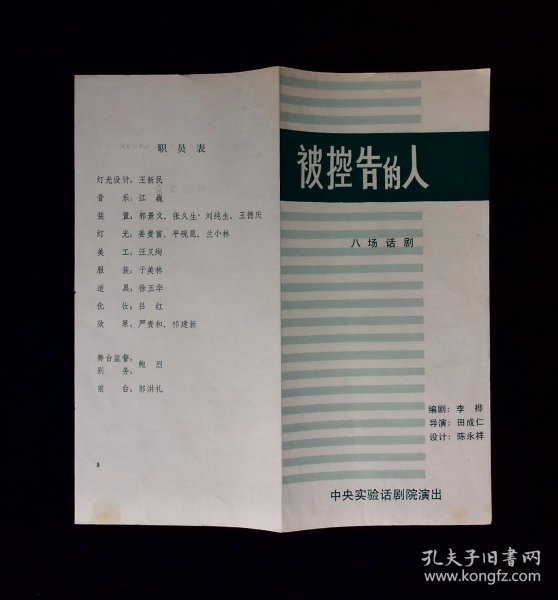 职员表
灯光设计：王新民
音乐：江巍
装置：郭景文、张久生、刘纯生、王德庆
灯光：姜贵富、平砚昆、兰小林
美工：汪又绚
服装：于美林
道具：徐玉华
化妆：吕红
效果：严贵和、邓建新
舞台监督：
剧务：
鲍烈
前台：郭洪礼
3
被控告的人
八场话剧
编剧：李桦
导演：田成仁
设计：陈永祥
中央实验话剧院演出
孔夫子旧书网
www.kongfz.com